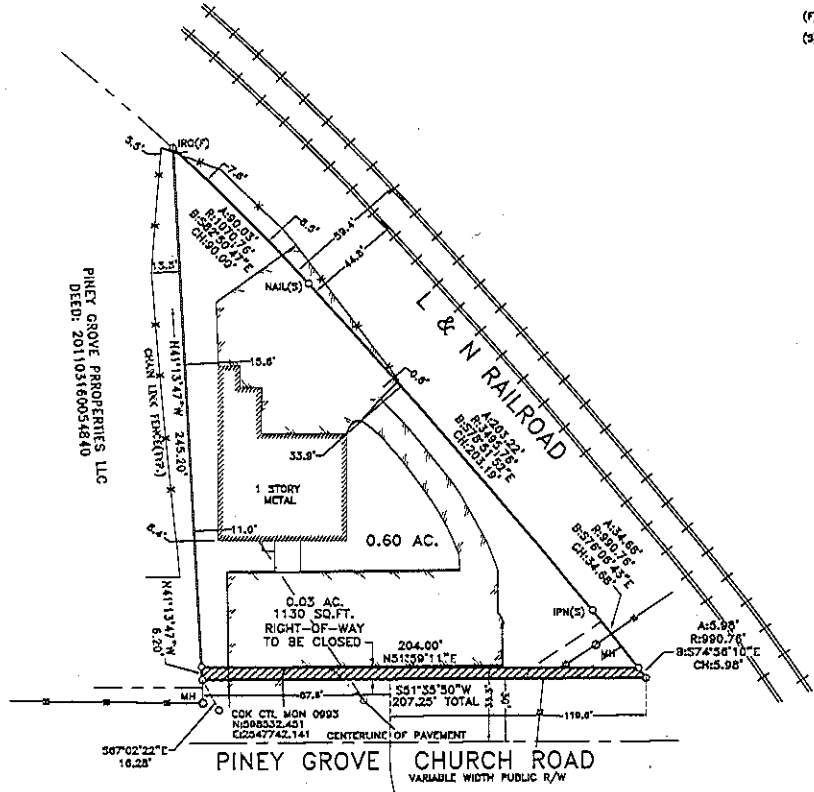 IRO(F)
5.5'
7.6'
A:90.03'
R:1070.76'
B:S82°50'47"E
CH:90.00'
8.5'
59.4'
44.8'
NAIL(S)
13.3'
L & N RAILROAD
PINEY GROVE PRROPERTIES LLC
DEED: 201103160054840
CHAIN LINK FENCE(TYP.)
N41°13'47"W 245.20'
15.6'
0.6'
A:203.22'
R:3495.76'
B:S78°51'53"E
CH:203.19'
33.9'
1 STORY
METAL
11.0'
0.60 AC.
A:34.68'
R:990.76'
B:S76°06'43"E
CH:34.68'
N41°13'47"W
6.20'
0.03 AC.
1130 SQ.FT.
RIGHT-OF-WAY
TO BE CLOSED
IPN(S)
204.00'
N51°59'11"E
MH
A:5.98'
R:990.76'
B:S74°56'10"E
CH:5.98'
MH
S51°35'50"W
207.25' TOTAL
119.6'
COK CTL MON 0993
N:598532.451
E:2547742.141
CENTERLINE OF PAVEMENT
S67°02'22"E
16.28'
PINEY GROVE CHURCH ROAD
VARIABLE WIDTH PUBLIC R/W